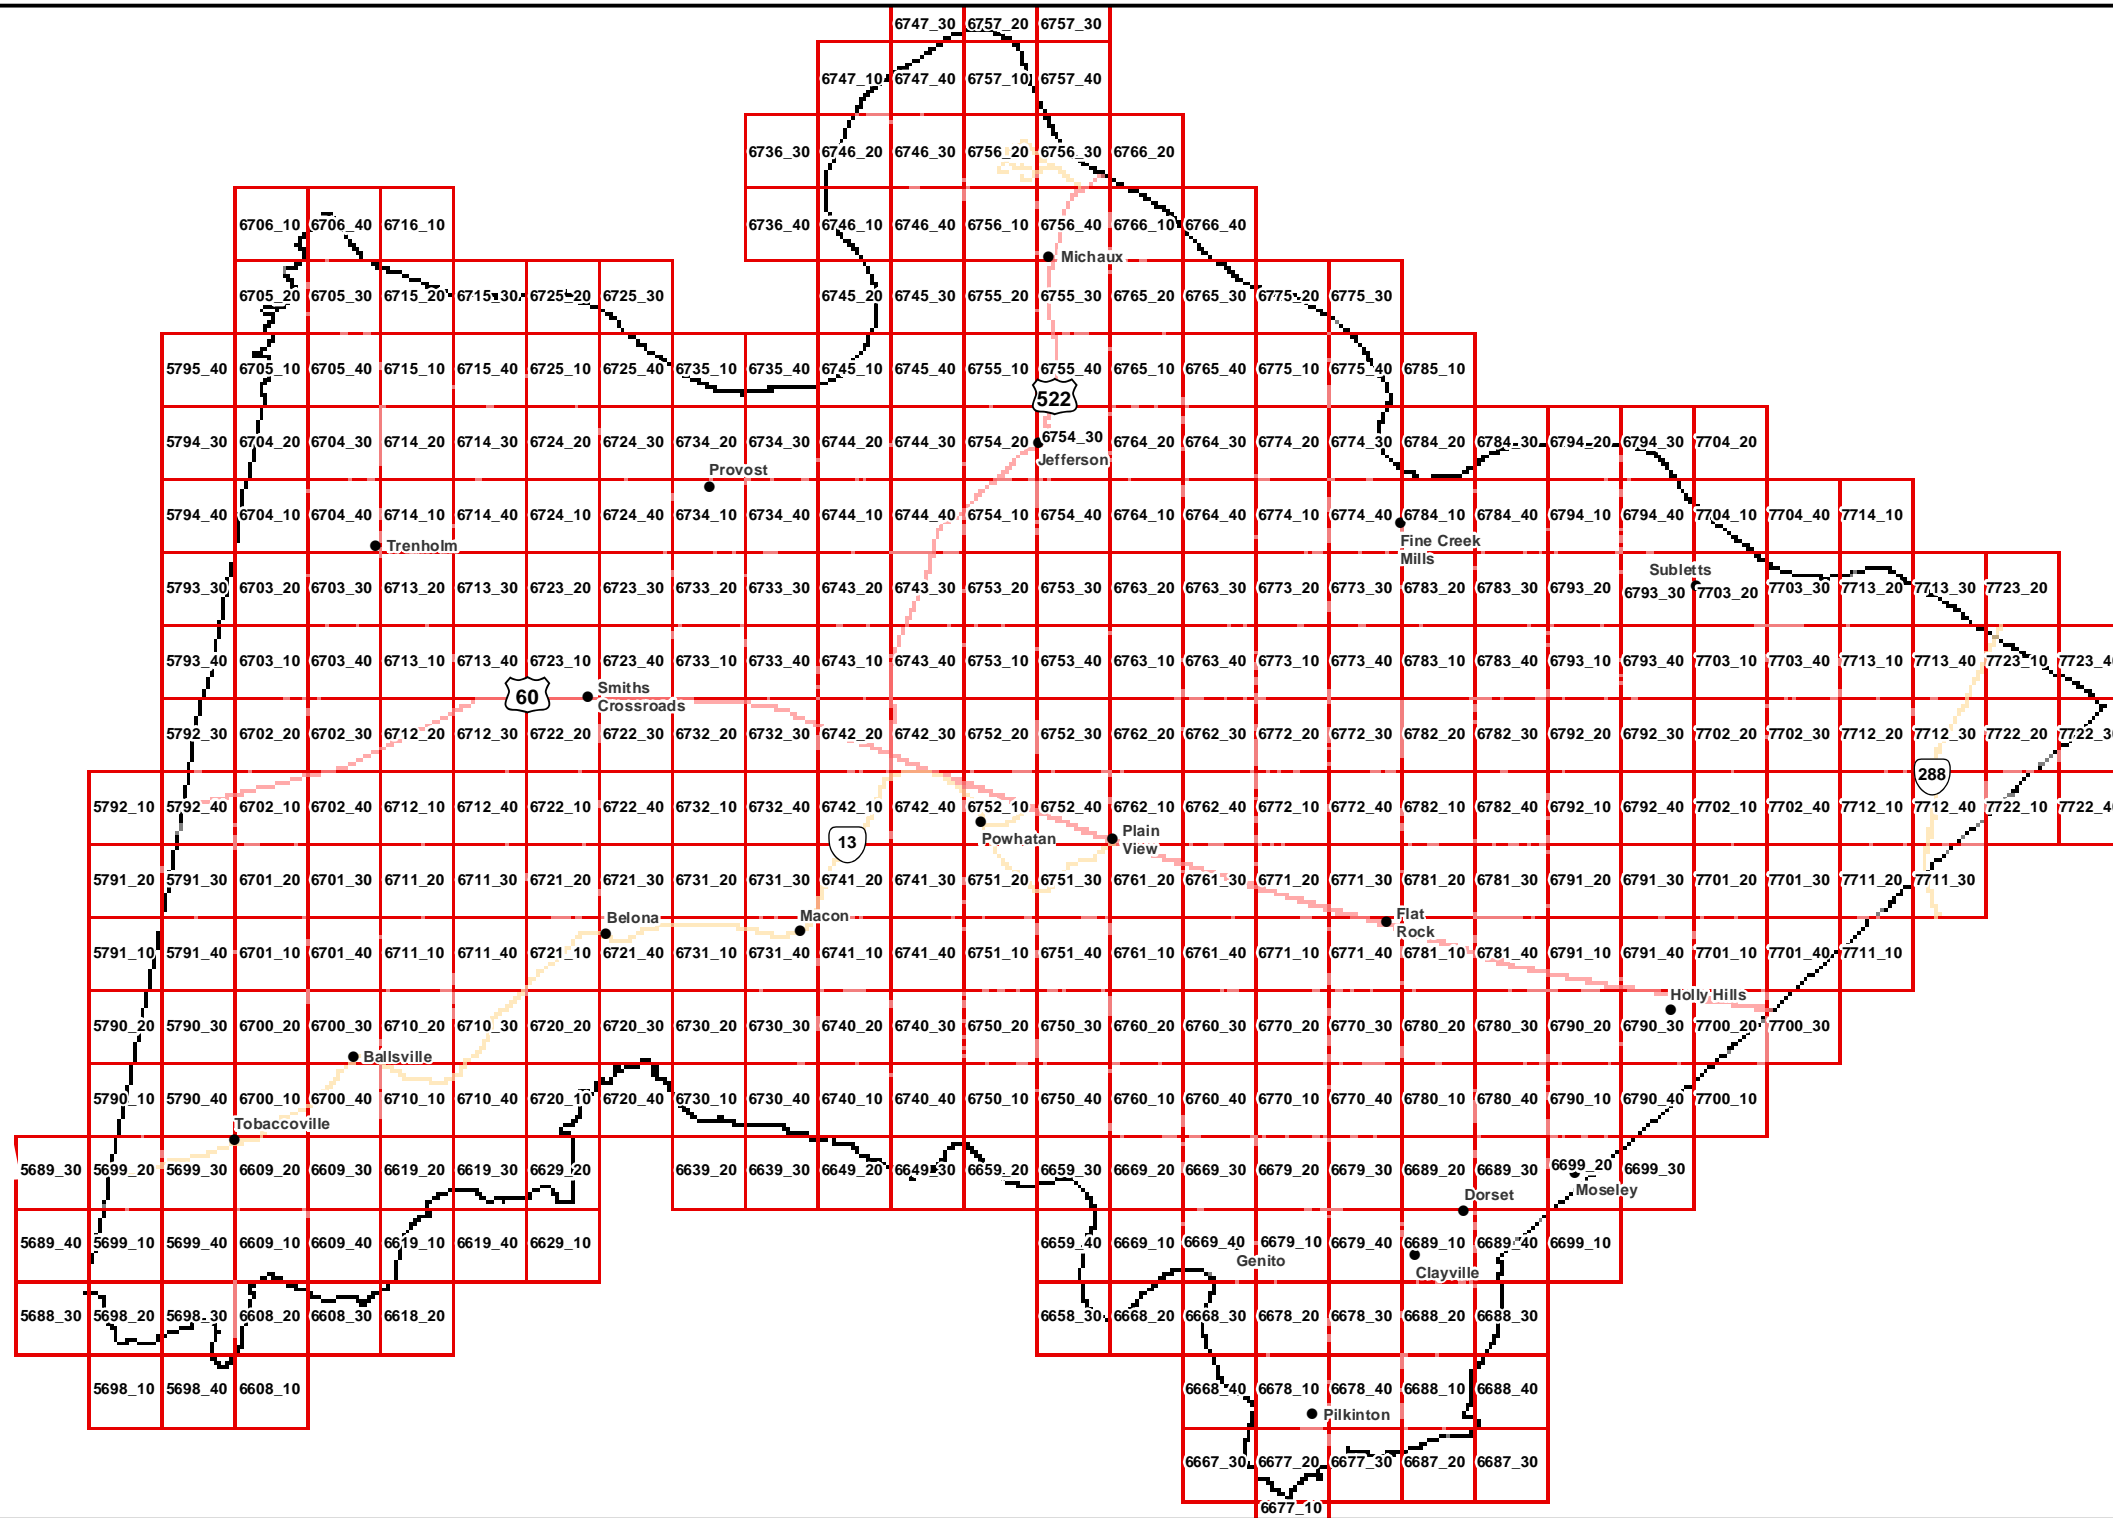 6747_30 6757_20 6757_30
6747_10 6747_40 6757_10 6757_40
6736_30 6746_20 6746_30 6756_20 6756_30 6766_20
6706_10 6706_40 6716_10 6736_40 6746_10 6746_40 6756_10 6756_40 6766_10 6766_40
Michaux
6705_20 6705_30 6715_20 6715_30 6725_20 6725_30 6745_20 6745_30 6755_20 6755_30 6765_20 6765_30 6775_20 6775_30
5795_40 6705_10 6705_40 6715_10 6715_40 6725_10 6725_40 6735_10 6735_40 6745_10 6745_40 6755_10 6755_40 6765_10 6765_40 6775_10 6775_40 6785_10
522
5794_30 6704_20 6704_30 6714_20 6714_30 6724_20 6724_30 6734_20 6734_30 6744_20 6744_30 6754_20 6754_30 6764_20 6764_30 6774_20 6774_30 6784_20 6784_30 6794_20 6794_30 7704_20
Jefferson
Provost
5794_40 6704_10 6704_40 6714_10 6714_40 6724_10 6724_40 6734_10 6734_40 6744_10 6744_40 6754_10 6754_40 6764_10 6764_40 6774_10 6774_40 6784_10 6784_40 6794_10 6794_40 7704_10 7704_40 7714_10
Trenholm
Fine Creek
Mills
Subletts
5793_30 6703_20 6703_30 6713_20 6713_30 6723_20 6723_30 6733_20 6733_30 6743_20 6743_30 6753_20 6753_30 6763_20 6763_30 6773_20 6773_30 6783_20 6783_30 6793_20 6793_30 7703_20 7703_30 7713_20 7713_30 7723_20
5793_40 6703_10 6703_40 6713_10 6713_40 6723_10 6723_40 6733_10 6733_40 6743_10 6743_40 6753_10 6753_40 6763_10 6763_40 6773_10 6773_40 6783_10 6783_40 6793_10 6793_40 7703_10 7703_40 7713_10 7713_40 7723_10 7723_4
60
Smiths
Crossroads
5792_30 6702_20 6702_30 6712_20 6712_30 6722_20 6722_30 6732_20 6732_30 6742_20 6742_30 6752_20 6752_30 6762_20 6762_30 6772_20 6772_30 6782_20 6782_30 6792_20 6792_30 7702_20 7702_30 7712_20 7712_30 7722_20 7722_3
288
5792_10 5792_40 6702_10 6702_40 6712_10 6712_40 6722_10 6722_40 6732_10 6732_40 6742_10 6742_40 6752_10 6752_40 6762_10 6762_40 6772_10 6772_40 6782_10 6782_40 6792_10 6792_40 7702_10 7702_40 7712_10 7712_40 7722_10 7722_4
13
Powhatan
Plain
View
5791_20 5791_30 6701_20 6701_30 6711_20 6711_30 6721_20 6721_30 6731_20 6731_30 6741_20 6741_30 6751_20 6751_30 6761_20 6761_30 6771_20 6771_30 6781_20 6781_30 6791_20 6791_30 7701_20 7701_30 7711_20 7711_30
Belona
Macon
Flat
Rock
5791_10 5791_40 6701_10 6701_40 6711_10 6711_40 6721_10 6721_40 6731_10 6731_40 6741_10 6741_40 6751_10 6751_40 6761_10 6761_40 6771_10 6771_40 6781_10 6781_40 6791_10 6791_40 7701_10 7701_40 7711_10
Holly Hills
5790_20 5790_30 6700_20 6700_30 6710_20 6710_30 6720_20 6720_30 6730_20 6730_30 6740_20 6740_30 6750_20 6750_30 6760_20 6760_30 6770_20 6770_30 6780_20 6780_30 6790_20 6790_30 7700_20 7700_30
Ballsville
5790_10 5790_40 6700_10 6700_40 6710_10 6710_40 6720_10 6720_40 6730_10 6730_40 6740_10 6740_40 6750_10 6750_40 6760_10 6760_40 6770_10 6770_40 6780_10 6780_40 6790_10 6790_40 7700_10
Tobaccoville
5689_30 5699_20 5699_30 6609_20 6609_30 6619_20 6619_30 6629_20 6639_20 6639_30 6649_20 6649_30 6659_20 6659_30 6669_20 6669_30 6679_20 6679_30 6689_20 6689_30 6699_20 6699_30
Moseley
Dorset
5689_40 5699_10 5699_40 6609_10 6609_40 6619_10 6619_40 6629_10 6659_40 6669_10 6669_40 6679_10 6679_40 6689_10 6689_40 6699_10
Genito
Clayville
5688_30 5698_20 5698_30 6608_20 6608_30 6618_20 6658_30 6668_20 6668_30 6678_20 6678_30 6688_20 6688_30
5698_10 5698_40 6608_10 6668_40 6678_10 6678_40 6688_10 6688_40
Pilkinton
6667_30 6677_20 6677_30 6687_20 6687_30
6677_10